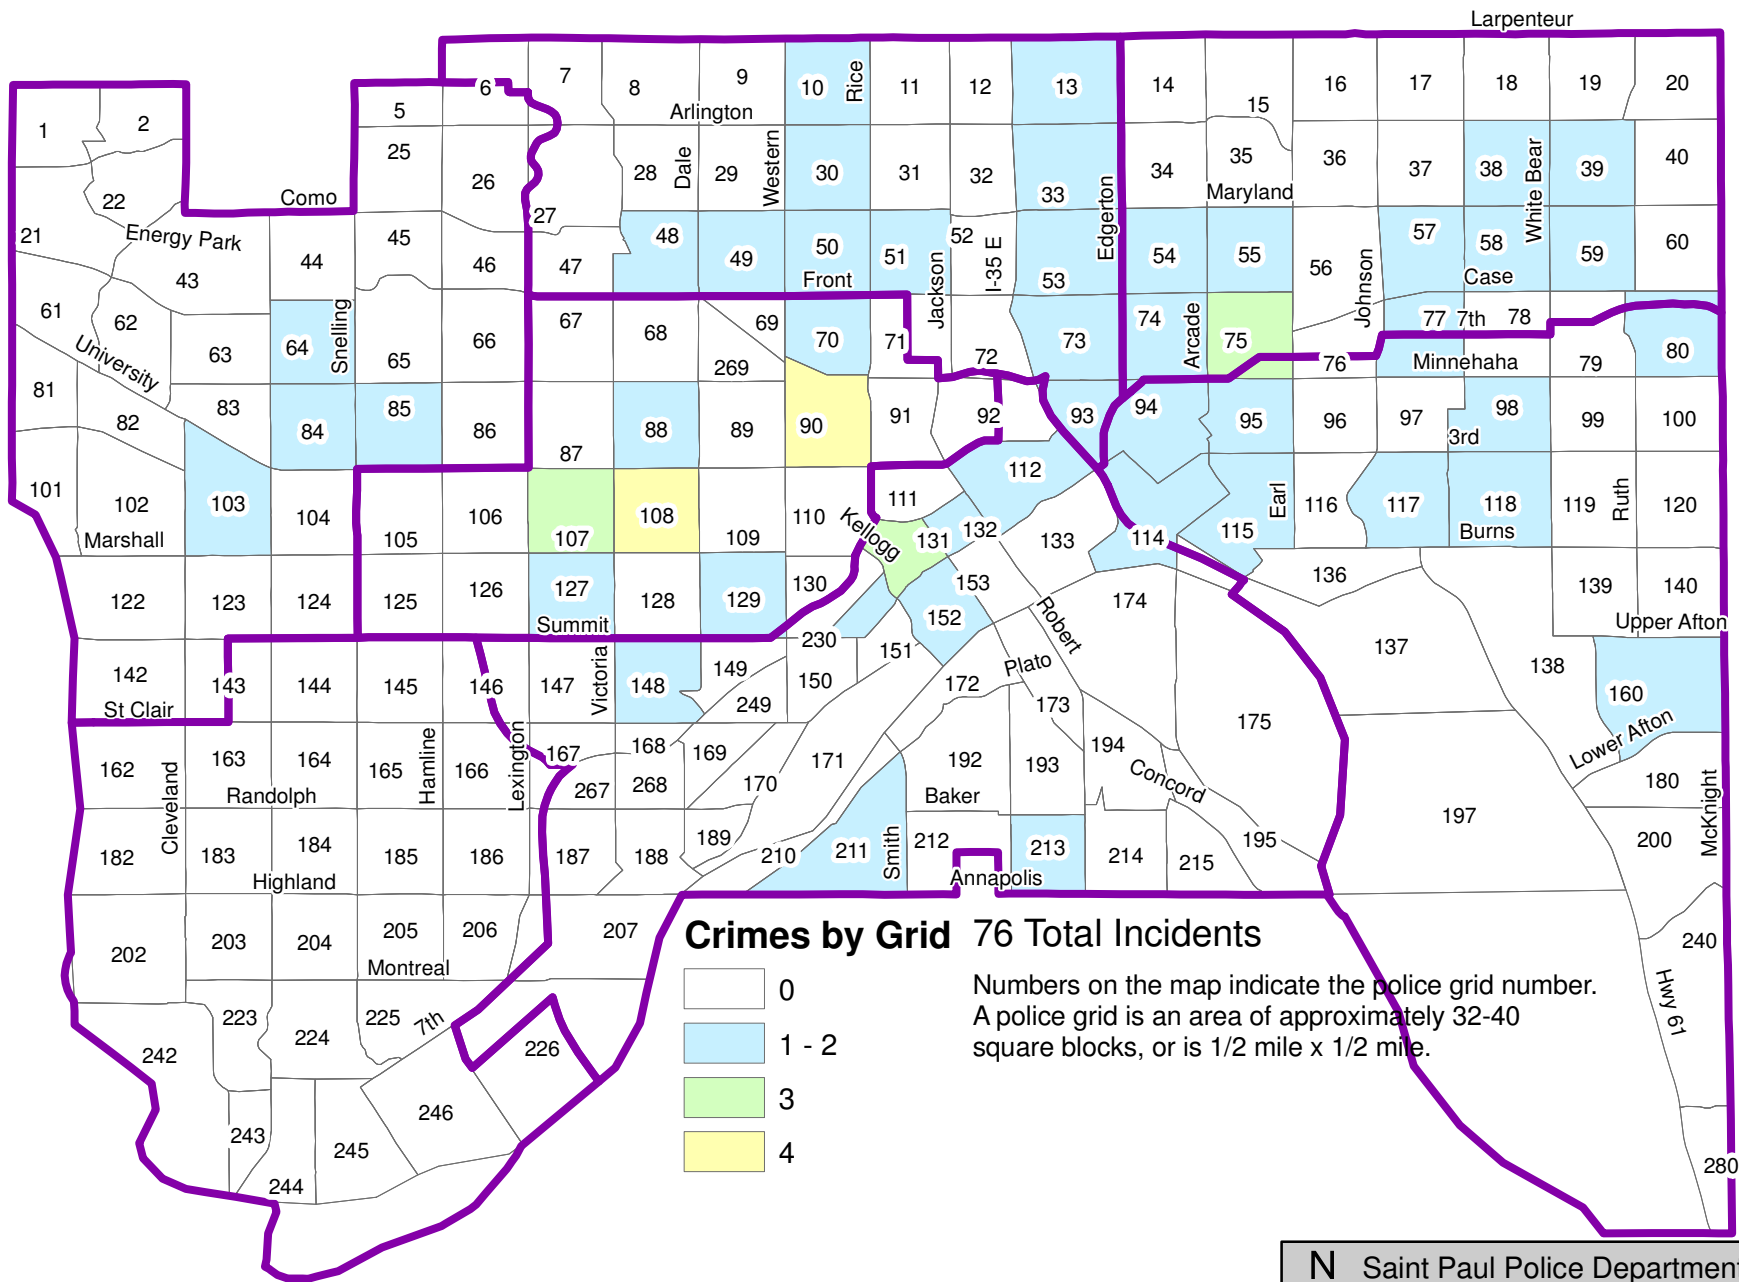 Larpenteur
7 8 9 10 Rice 11 12 13 14 15 16 17 18 19 20
1 2 5 6 Arlington
25 26 27 28 Dale 29 Western 30 31 32 33 Edgerton 34 35 36 37 38 White Bear 39 40
Maryland
22 Como
21 Energy Park 43 44 45 46 47 48 49 50 51 Jackson 52 I-35 E 53 54 55 56 Johnson 57 58 59 60
Front Case
61 62 63 64 Snelling 65 66 67 68 69 269 70 71 72 73 74 Arcade 75 76 77 7th 78 79 80
University Minnehaha
81 82 83 84 85 86 87 88 89 90 91 92 93 94 95 96 97 98 99 100
3rd
101 102 103 104 105 106 107 108 109 110 111 112 114 115 Earl 116 117 118 119 Ruth 120
Marshall Kellogg 131 132 133 Burns
122 123 124 125 126 127 128 129 130 153 152 Robert 174 136 139 140
Summit Upper Afton
142 143 144 145 146 147 Victoria 148 149 249 150 230 151 172 Plato 173 175 137 138 160
St Clair Lower Afton
162 Cleveland 163 164 165 Hamline 166 Lexington 167 267 168 268 169 170 171 192 193 194 Concord 197 180 McKnight
Randolph Baker
182 183 184 185 186 187 188 189 210 211 Smith 212 213 214 215 195 200
Highland Annapolis
202 203 204 205 206 207 240
Montreal Hwy 61
242 223 224 225 7th 226
243 244 245 246 280
Crimes by Grid 76 Total Incidents
0
1 - 2
3
4
Numbers on the map indicate the police grid number.
A police grid is an area of approximately 32-40
square blocks, or is 1/2 mile x 1/2 mile.
N Saint Paul Police Department